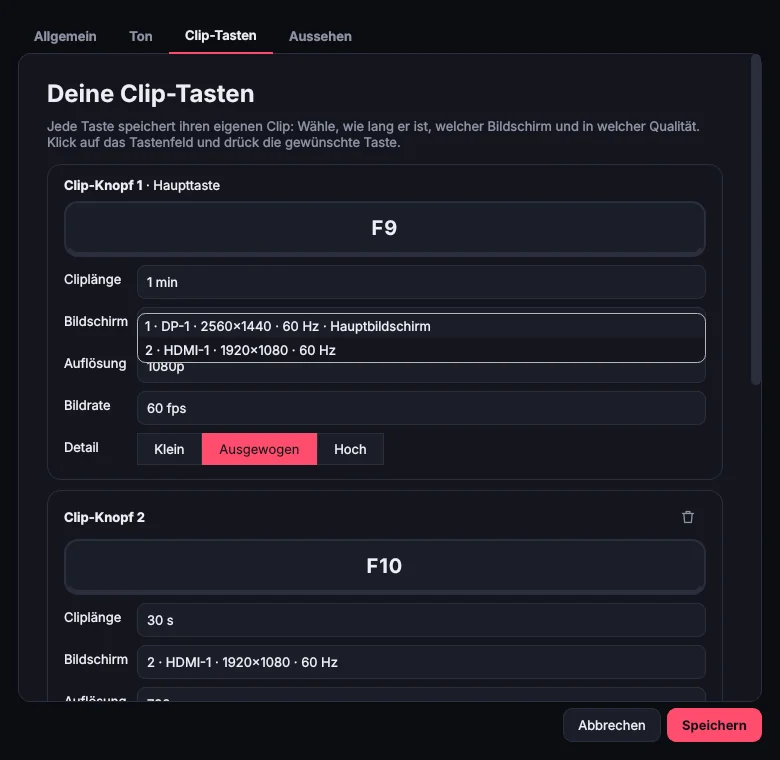 Allgemein Ton Clip-Tasten Aussehen
Deine Clip-Tasten
Jede Taste speichert ihren eigenen Clip: Wähle, wie lang er ist, welcher Bildschirm und in welcher Qualität.
Klick auf das Tastenfeld und drück die gewünschte Taste.
Clip-Knopf 1 · Haupttaste
F9
Cliplänge 1 min
Bildschirm
1 · DP-1 · 2560×1440 · 60 Hz · Hauptbildschirm
2 · HDMI-1 · 1920×1080 · 60 Hz
Auflösung 1080p
Bildrate 60 fps
Detail Klein Ausgewogen Hoch
Clip-Knopf 2
F10
Cliplänge 30 s
Bildschirm 2 · HDMI-1 · 1920×1080 · 60 Hz
Auflösung
Abbrechen Speichern